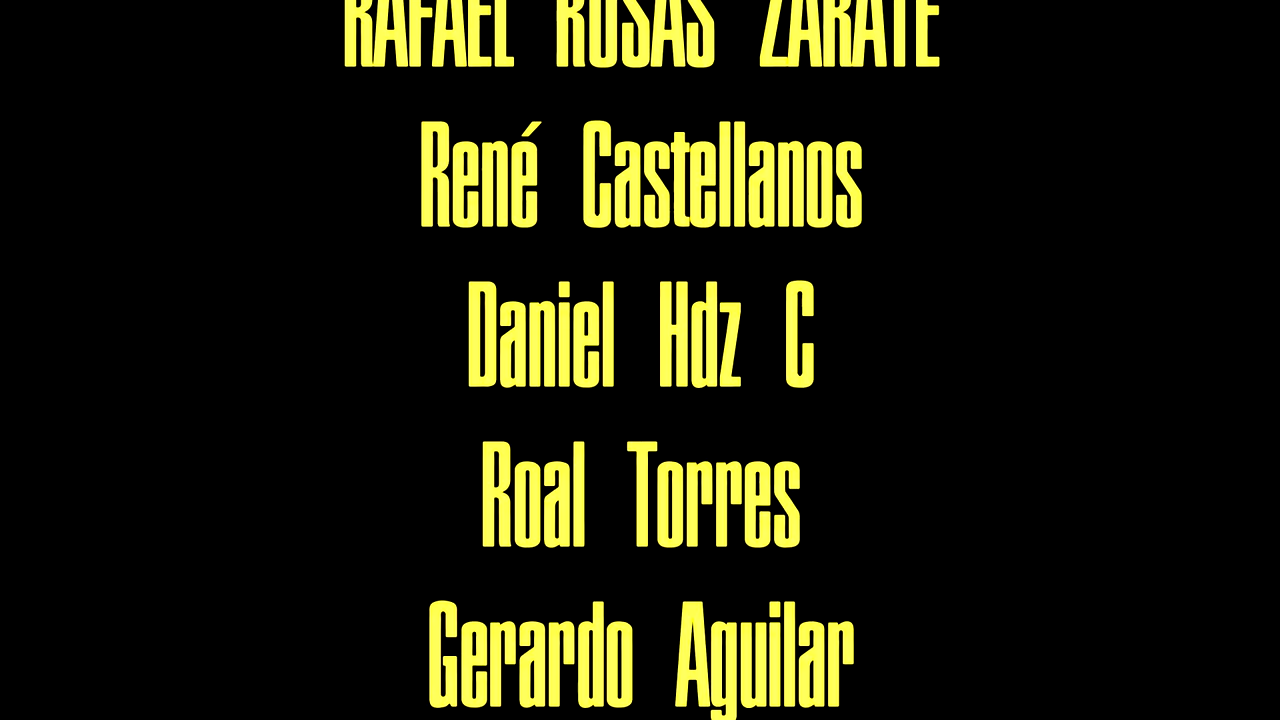 RAFAEL ROSAS ZARATE
René Castellanos
Daniel Hdz C
Roal Torres
Gerardo Aguilar